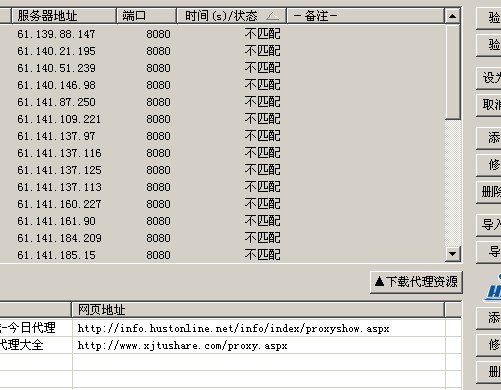 服务器地址 端口 时间(s)/状态 -备注-
61.139.88.147 8080 不匹配
61.140.21.195 8080 不匹配
61.140.51.239 8080 不匹配
61.140.146.98 8080 不匹配
61.141.87.250 8080 不匹配
61.141.109.221 8080 不匹配
61.141.137.97 8080 不匹配
61.141.137.116 8080 不匹配
61.141.137.125 8080 不匹配
61.141.137.113 8080 不匹配
61.141.160.227 8080 不匹配
61.141.161.90 8080 不匹配
61.141.184.209 8080 不匹配
61.141.185.15 8080 不匹配
验
验
设为
取消
添
修
删除
导入
导
▲下载代理资源
网页地址
-今日代理 http://info.hustonline.net/info/index/proxyshow.aspx
代理大全 http://www.xjtushare.com/proxy.aspx
添
修
删